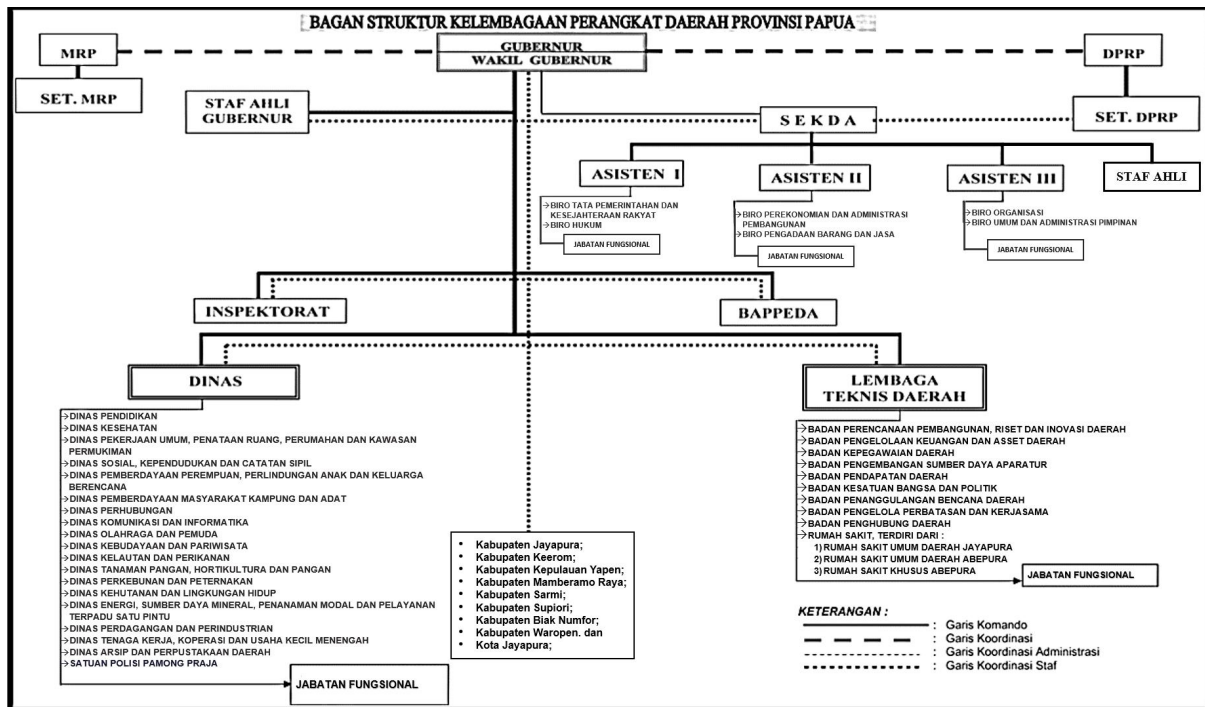 BAGAN STRUKTUR KELEMBAGAAN PERANGKAT DAERAH PROVINSI PAPUA
MRP
GUBERNUR
WAKIL GUBERNUR
DPRP
SET. MRP
STAF AHLI
GUBERNUR
SEKDA
SET. DPRP
ASISTEN I
ASISTEN II
ASISTEN III
STAF AHLI
BIRO TATA PEMERINTAHAN DAN
KESEJAHTERAAN RAKYAT
BIRO HUKUM
JABATAN FUNGSIONAL
BIRO PEREKONOMIAN DAN ADMINISTRASI
PEMBANGUNAN
BIRO PENGADAAN BARANG DAN JASA
JABATAN FUNGSIONAL
BIRO ORGANISASI
BIRO UMUM DAN ADMINISTRASI PIMPINAN
JABATAN FUNGSIONAL
INSPEKTORAT
BAPPEDA
DINAS
DINAS PENDIDIKAN
DINAS KESEHATAN
DINAS PEKERJAAN UMUM, PENATAAN RUANG, PERUMAHAN DAN KAWASAN
PERMUKIMAN
DINAS SOSIAL, KEPENDUDUKAN DAN CATATAN SIPIL
DINAS PEMBERDAYAAN PEREMPUAN, PERLINDUNGAN ANAK DAN KELUARGA
BERENCANA
DINAS PEMBERDAYAAN MASYARAKAT KAMPUNG DAN ADAT
DINAS PERHUBUNGAN
DINAS KOMUNIKASI DAN INFORMATIKA
DINAS OLAHRAGA DAN PEMUDA
DINAS KEBUDAYAAN DAN PARIWISATA
DINAS KELAUTAN DAN PERIKANAN
DINAS TANAMAN PANGAN, HORTIKULTURA DAN PANGAN
DINAS PERKEBUNAN DAN PETERNAKAN
DINAS KEHUTANAN DAN LINGKUNGAN HIDUP
DINAS ENERGI, SUMBER DAYA MINERAL, PENANAMAN MODAL DAN PELAYANAN
TERPADU SATU PINTU
DINAS PERDAGANGAN DAN PERINDUSTRIAN
DINAS TENAGA KERJA, KOPERASI DAN USAHA KECIL MENENGAH
DINAS ARSIP DAN PERPUSTAKAAN DAERAH
SATUAN POLISI PAMONG PRAJA
JABATAN FUNGSIONAL
• Kabupaten Jayapura;
• Kabupaten Keerom;
• Kabupaten Kepulauan Yapen;
• Kabupaten Mamberamo Raya;
• Kabupaten Sarmi;
• Kabupaten Supiori;
• Kabupaten Biak Numfor;
• Kabupaten Waropen. dan
• Kota Jayapura;
LEMBAGA
TEKNIS DAERAH
BADAN PERENCANAAN PEMBANGUNAN, RISET DAN INOVASI DAERAH
BADAN PENGELOLAAN KEUANGAN DAN ASSET DAERAH
BADAN KEPEGAWAIAN DAERAH
BADAN PENGEMBANGAN SUMBER DAYA APARATUR
BADAN PENDAPATAN DAERAH
BADAN KESATUAN BANGSA DAN POLITIK
BADAN PENANGGULANGAN BENCANA DAERAH
BADAN PENGELOLA PERBATASAN DAN KERJASAMA
BADAN PENGHUBUNG DAERAH
RUMAH SAKIT, TERDIRI DARI :
1) RUMAH SAKIT UMUM DAERAH JAYAPURA
2) RUMAH SAKIT UMUM DAERAH ABEPURA
3) RUMAH SAKIT KHUSUS ABEPURA
JABATAN FUNGSIONAL
KETERANGAN :
: Garis Komando
: Garis Koordinasi
: Garis Koordinasi Administrasi
: Garis Koordinasi Staf